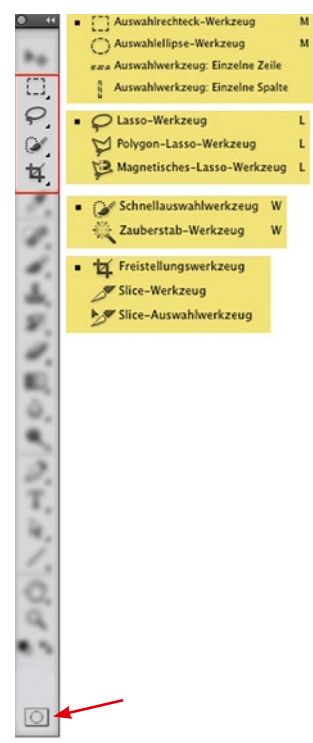 Auswahlrechteck-Werkzeug M
Auswahlellipse-Werkzeug M
Auswahlwerkzeug: Einzelne Zeile
Auswahlwerkzeug: Einzelne Spalte
Lasso-Werkzeug L
Polygon-Lasso-Werkzeug L
Magnetisches-Lasso-Werkzeug L
Schnellauswahlwerkzeug W
Zauberstab-Werkzeug W
Freistellungswerkzeug
Slice-Werkzeug
Slice-Auswahlwerkzeug